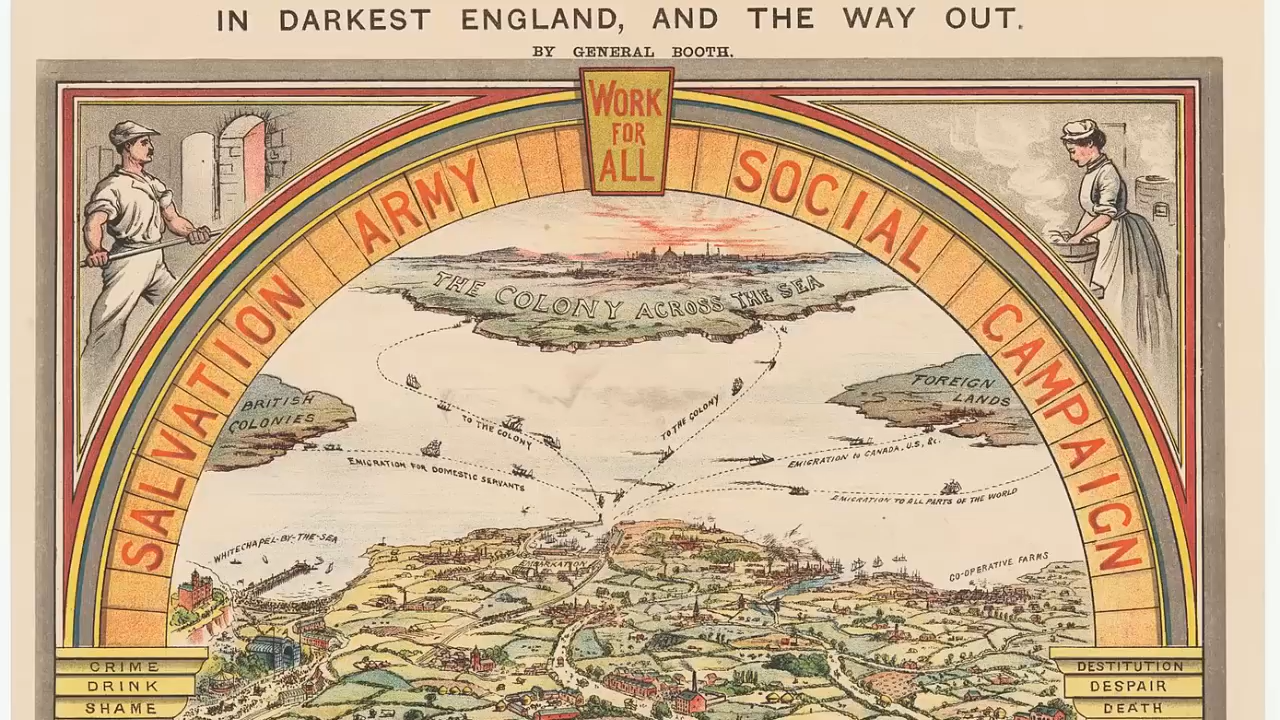 IN DARKEST ENGLAND, AND THE WAY OUT.
BY GENERAL BOOTH.
WORK
FOR
ALL
SALVATION ARMY SOCIAL CAMPAIGN
THE COLONY ACROSS THE SEA
BRITISH
COLONIES
FOREIGN
LANDS
TO THE COLONY
TO THE COLONY
EMIGRATION FOR DOMESTIC SERVANTS
EMIGRATION TO CANADA, U.S, &c.
EMIGRATION TO ALL PARTS OF THE WORLD
WHITECHAPEL-BY-THE-SEA
EMBARKATION
CO-OPERATIVE FARMS
CRIME
DRINK
SHAME
DESTITUTION
DESPAIR
DEATH